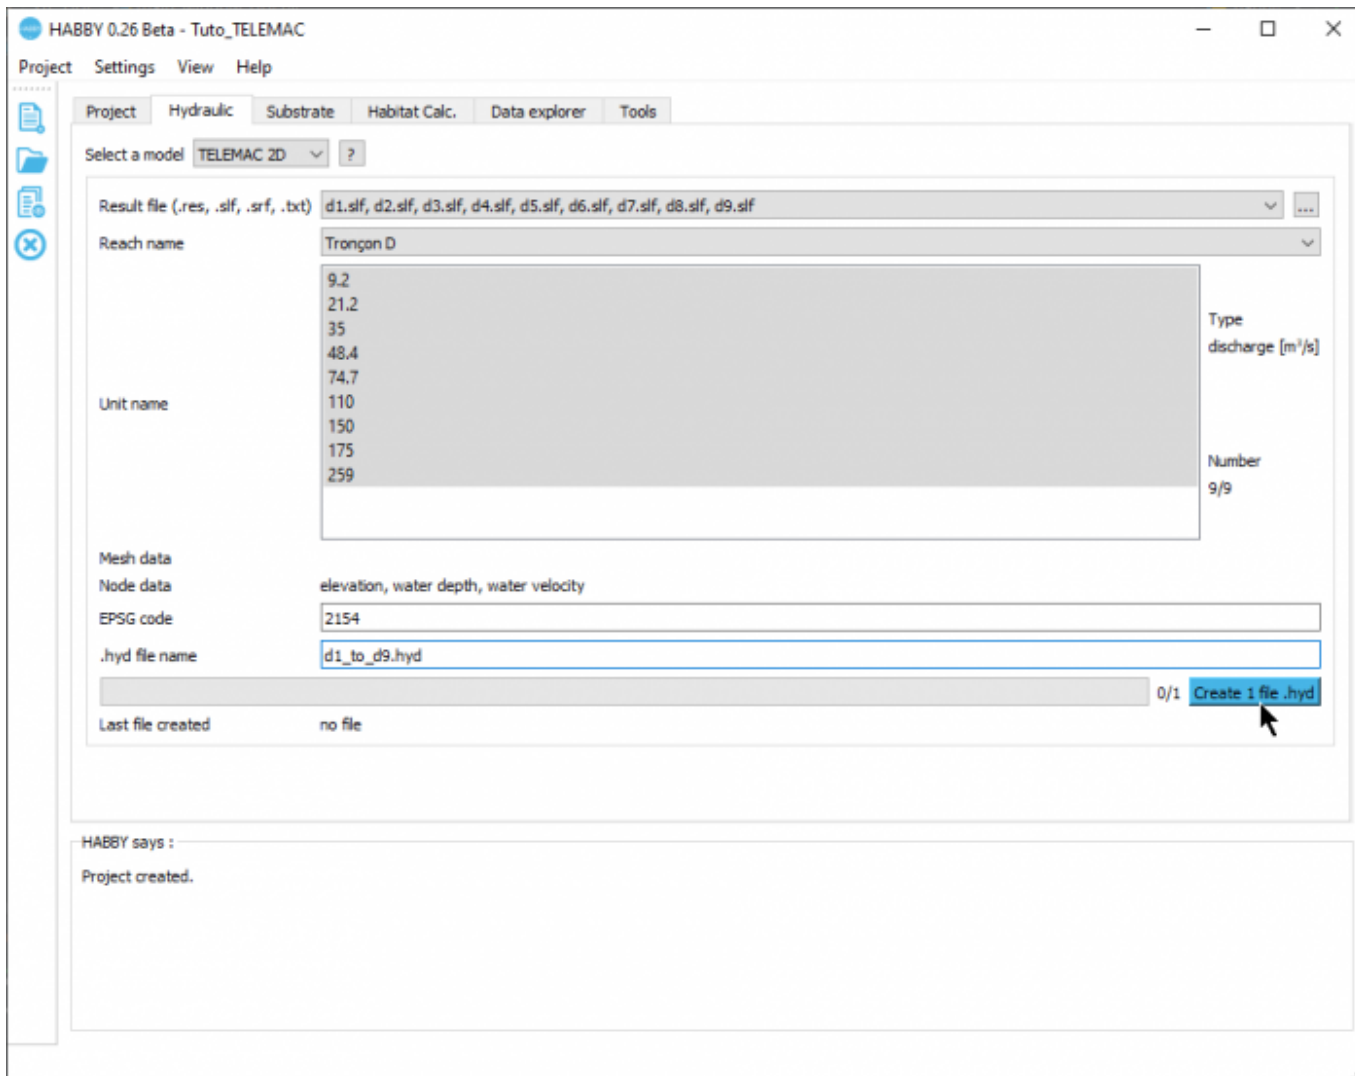 HABBY 0.26 Beta - Tuto_TELEMAC
Project Settings View Help
Project Hydraulic Substrate Habitat Calc. Data explorer Tools
Select a model TELEMAC 2D ?
Result file (.res, .slf, .srf, .txt) d1.slf, d2.slf, d3.slf, d4.slf, d5.slf, d6.slf, d7.slf, d8.slf, d9.slf ...
Reach name Tronçon D
9.2
21.2
35
48.4
74.7
110
150
175
259
Unit name
Type
discharge [m³/s]
Number
9/9
Mesh data
Node data elevation, water depth, water velocity
EPSG code 2154
.hyd file name d1_to_d9.hyd
0/1 Create 1 file .hyd
Last file created no file
HABBY says :
Project created.